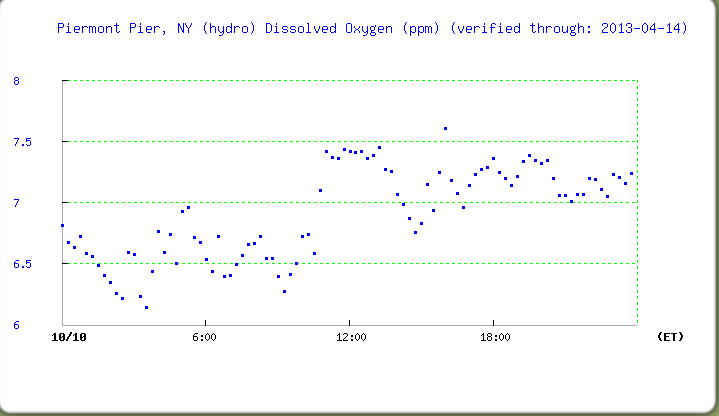 Piermont Pier, NY (hydro) Dissolved Oxygen (ppm) (verified through: 2013-04-14)
8
7.5
7
6.5
6
10/10 6:00 12:00 18:00 (ET)